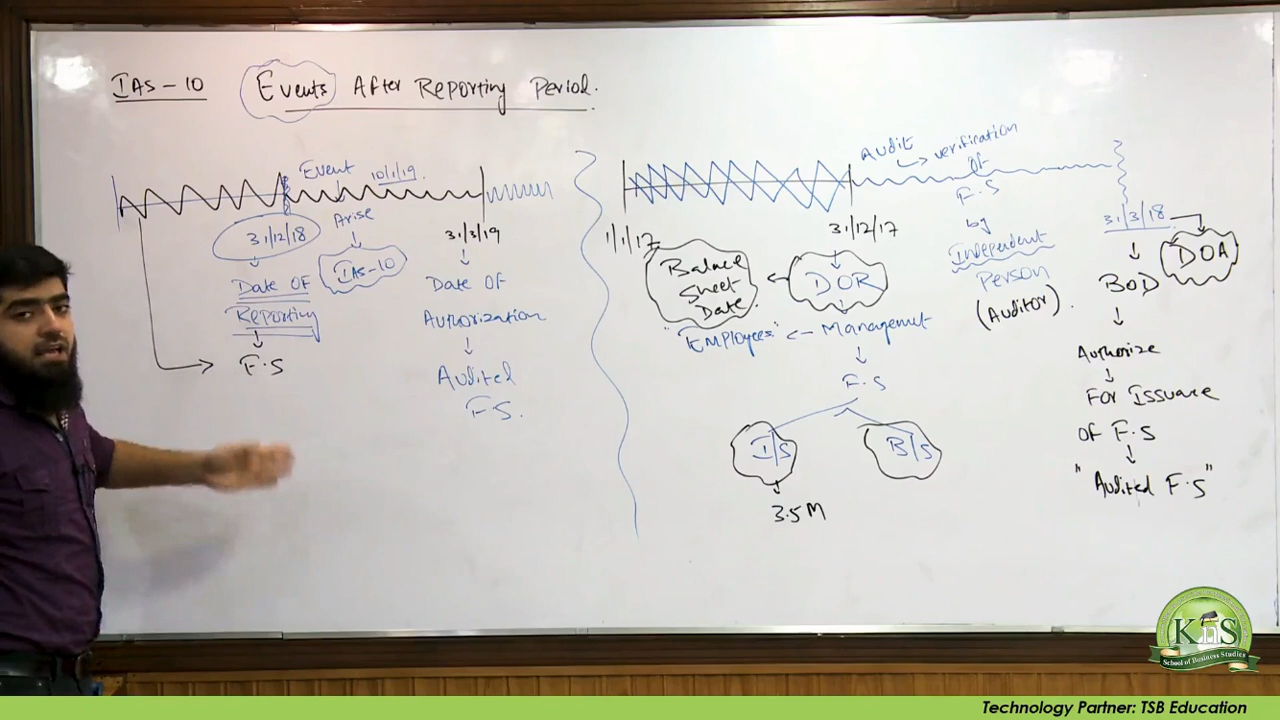 IAS-10 Events After Reporting Period.
Event
10/1/19.
Arise
IAS-10
31/12/18
Date OF
Reporting
F.S
31/3/19
Date OF
Authorization
Audited
F.S.
Audit
verification
of
F.S
by
Independent
Person
(Auditor).
1/1/17
31/12/17
DOR
Balance
Sheet
Date
Management
"Employees"
F.S
I/S
B/S
3.5M
31/3/18
DOA
BOD
Authorize
For Issuare
of F.S
"Audited F.S"
KnS
School of Business Studies
Technology Partner: TSB Education